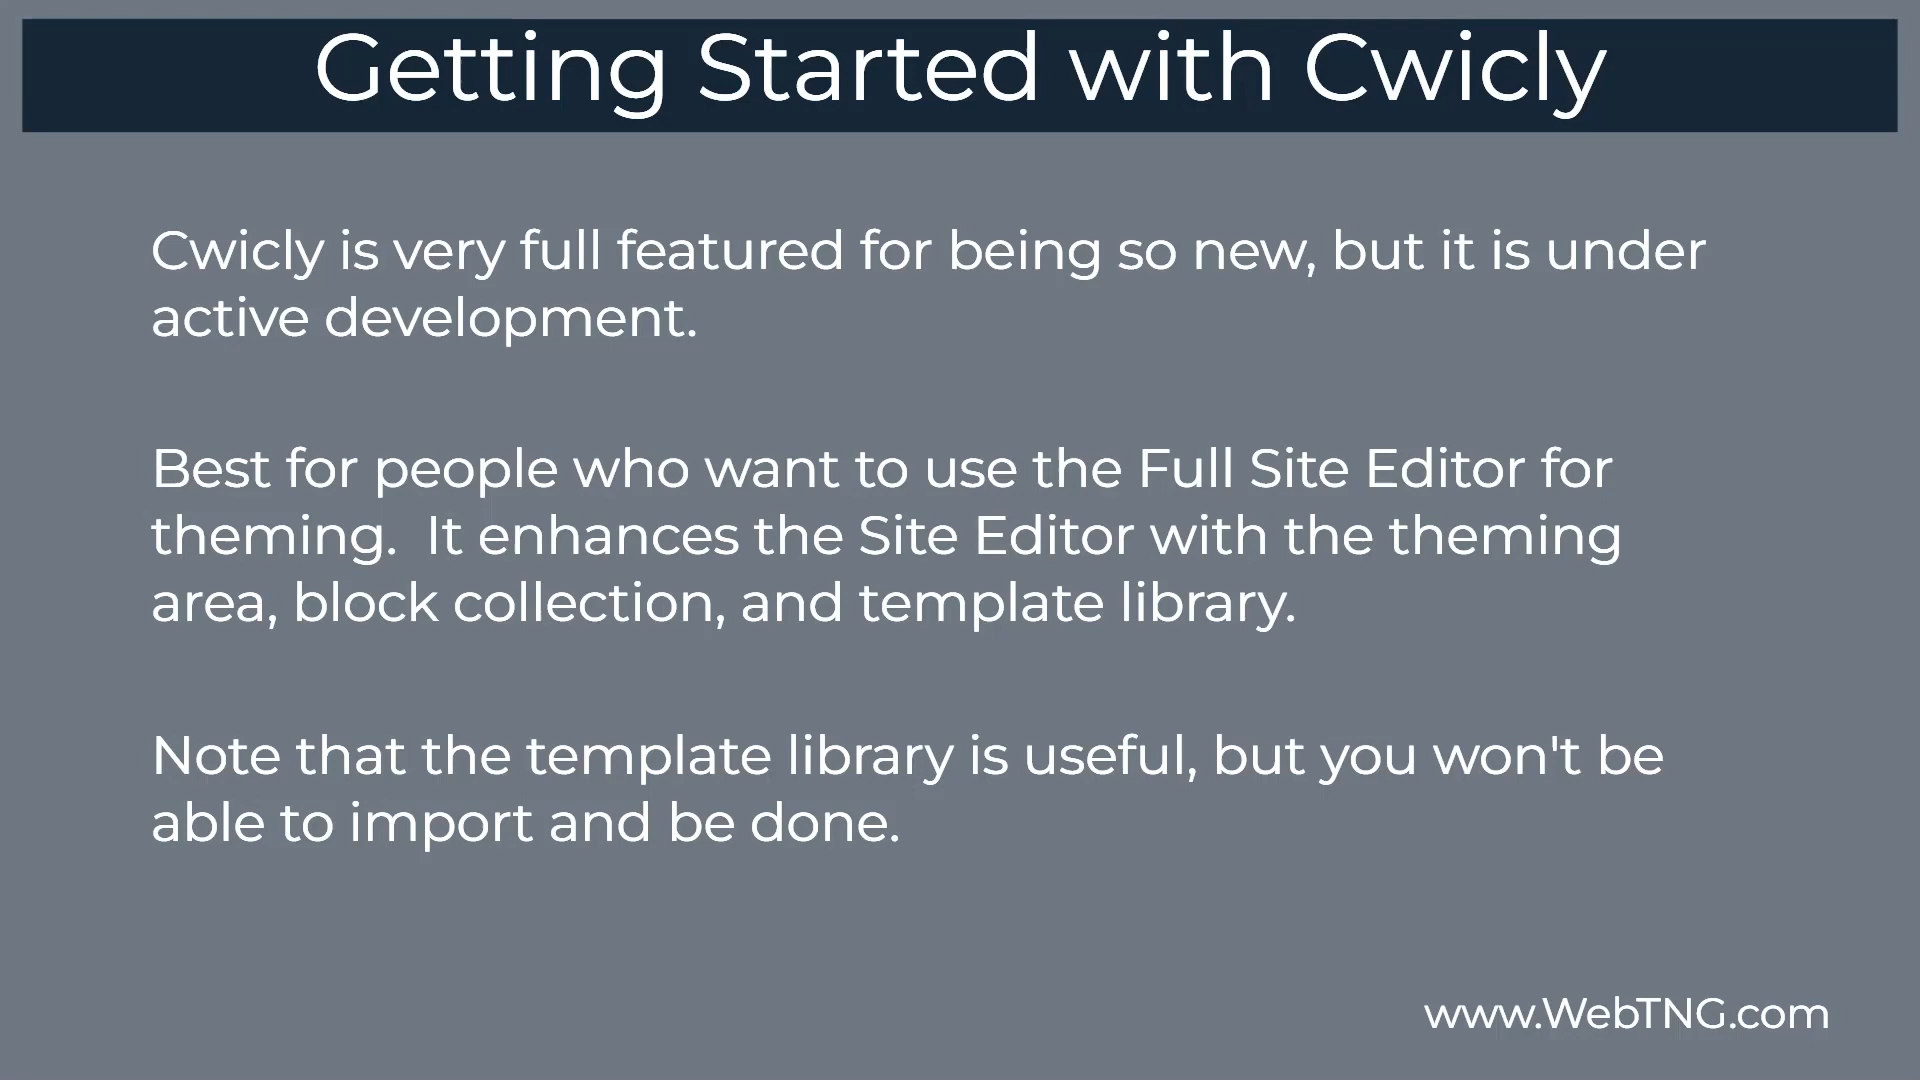 Getting Started with Cwicly
Cwicly is very full featured for being so new, but it is under
active development.
Best for people who want to use the Full Site Editor for
theming.  It enhances the Site Editor with the theming
area, block collection, and template library.
Note that the template library is useful, but you won't be
able to import and be done.
www.WebTNG.com